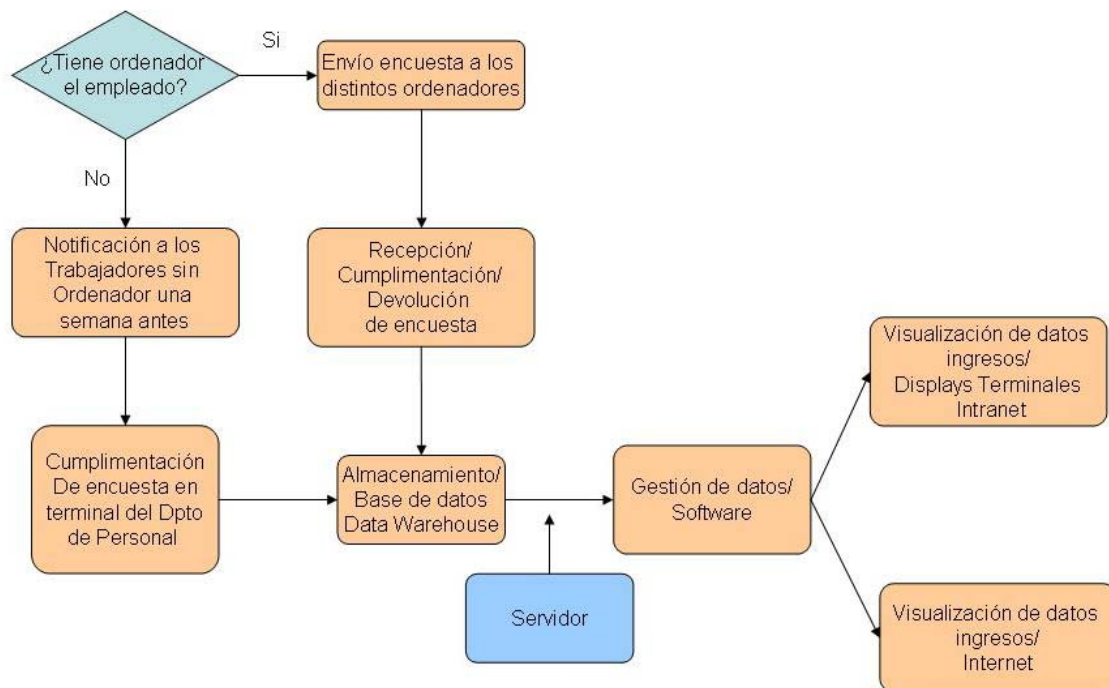 ¿Tiene ordenador
el empleado?
Si
Envío encuesta a los
distintos ordenadores
No
Notificación a los
Trabajadores sin
Ordenador una
semana antes
Recepción/
Cumplimentación/
Devolución
de encuesta
Visualización de datos
ingresos/
Displays Terminales
Intranet
Cumplimentación
De encuesta en
terminal del Dpto
de Personal
Almacenamiento/
Base de datos
Data Warehouse
Gestión de datos/
Software
Servidor
Visualización de datos
ingresos/
Internet